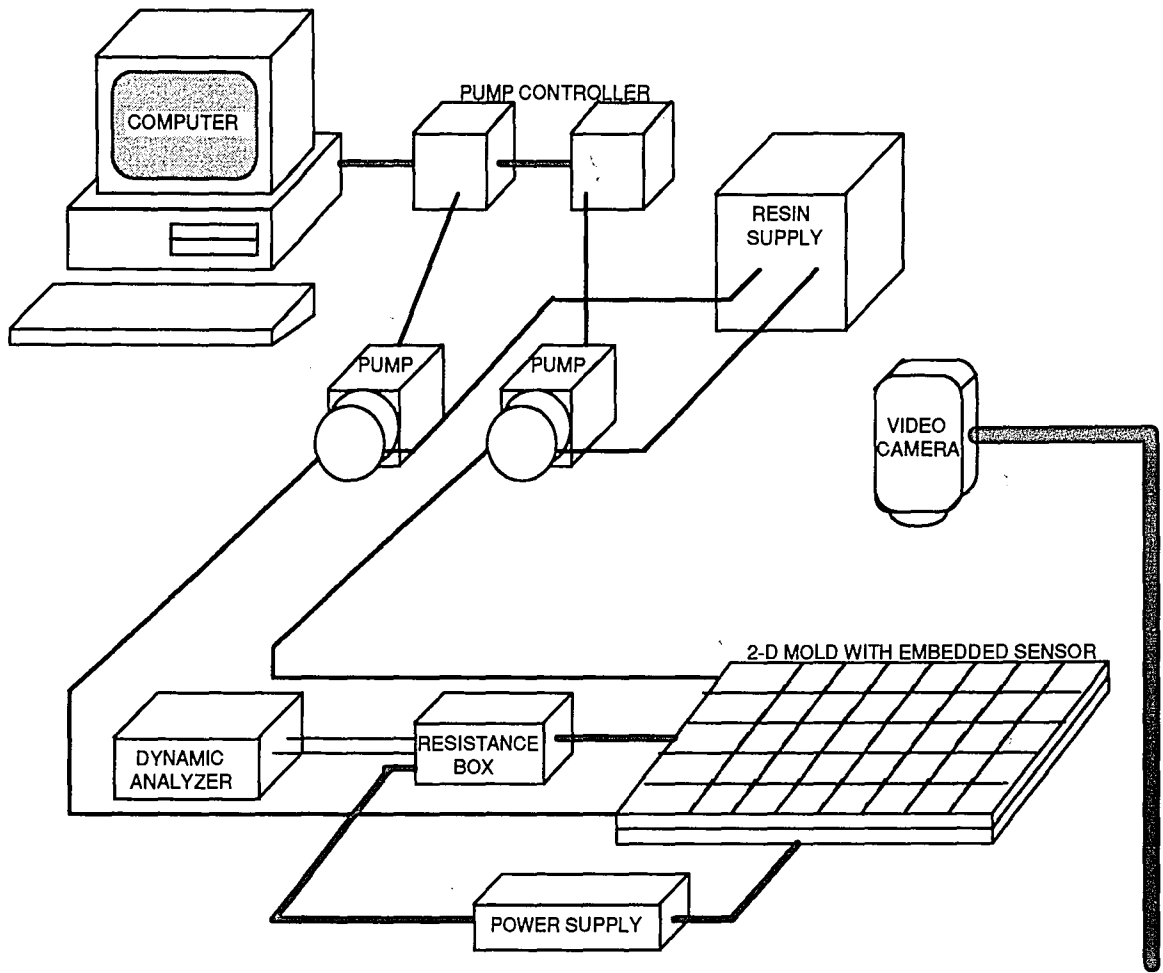 PUMP CONTROLLER
COMPUTER
RESIN
SUPPLY
PUMP
PUMP
VIDEO
CAMERA
2-D MOLD WITH EMBEDDED SENSOR
DYNAMIC
ANALYZER
RESISTANCE
BOX
POWER SUPPLY